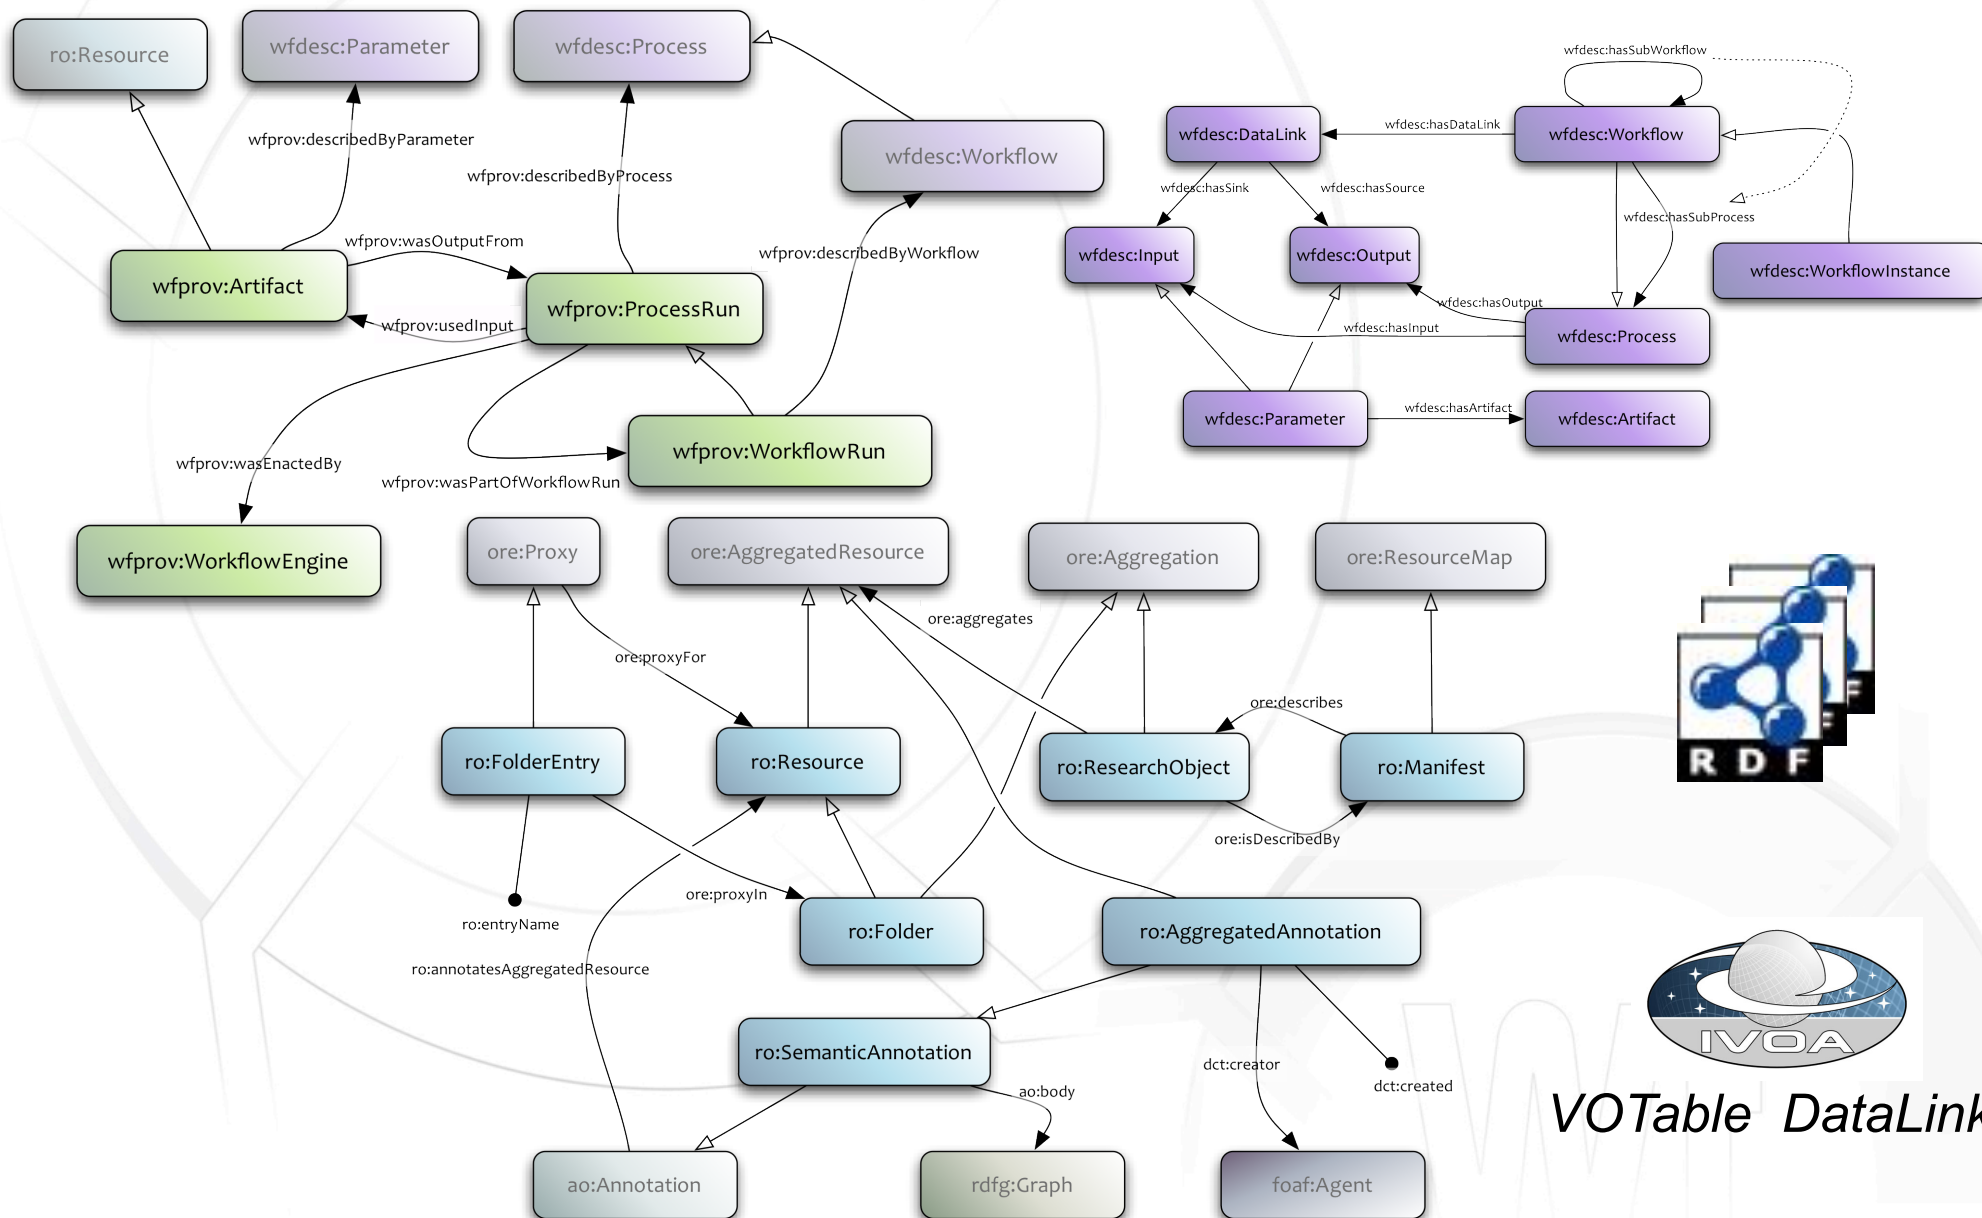 ro:Resource
wfdesc:Parameter
wfdesc:Process
wfdesc:Workflow
wfprov:describedByParameter
wfprov:describedByProcess
wfprov:describedByWorkflow
wfprov:wasOutputFrom
wfprov:Artifact
wfprov:ProcessRun
wfprov:usedInput
wfprov:WorkflowRun
wfprov:wasEnactedBy
wfprov:wasPartOfWorkflowRun
wfprov:WorkflowEngine
wfdesc:hasSubWorkflow
wfdesc:DataLink
wfdesc:hasDataLink
wfdesc:Workflow
wfdesc:hasSink
wfdesc:hasSource
wfdesc:hasSubProcess
wfdesc:Input
wfdesc:Output
wfdesc:WorkflowInstance
wfdesc:hasOutput
wfdesc:hasInput
wfdesc:Process
wfdesc:Parameter
wfdesc:hasArtifact
wfdesc:Artifact
ore:Proxy
ore:AggregatedResource
ore:Aggregation
ore:ResourceMap
ore:aggregates
ore:proxyFor
ore:describes
ro:FolderEntry
ro:Resource
ro:ResearchObject
ro:Manifest
ore:isDescribedBy
ore:proxyIn
ro:entryName
ro:Folder
ro:AggregatedAnnotation
ro:annotatesAggregatedResource
ro:SemanticAnnotation
ao:body
dct:creator
dct:created
ao:Annotation
rdfg:Graph
foaf:Agent
F
F
RDF
IVOA
VOTable DataLink